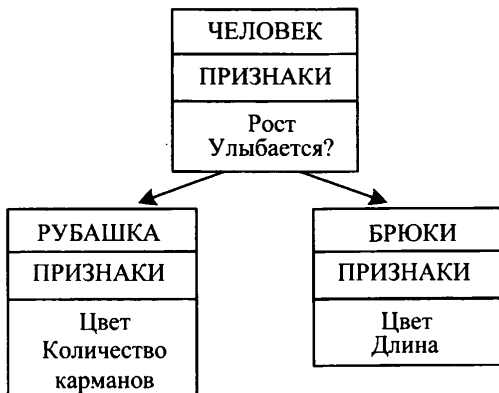 ЧЕЛОВЕК
ПРИЗНАКИ
Рост
Улыбается?
РУБАШКА
ПРИЗНАКИ
Цвет
Количество
карманов
БРЮКИ
ПРИЗНАКИ
Цвет
Длина